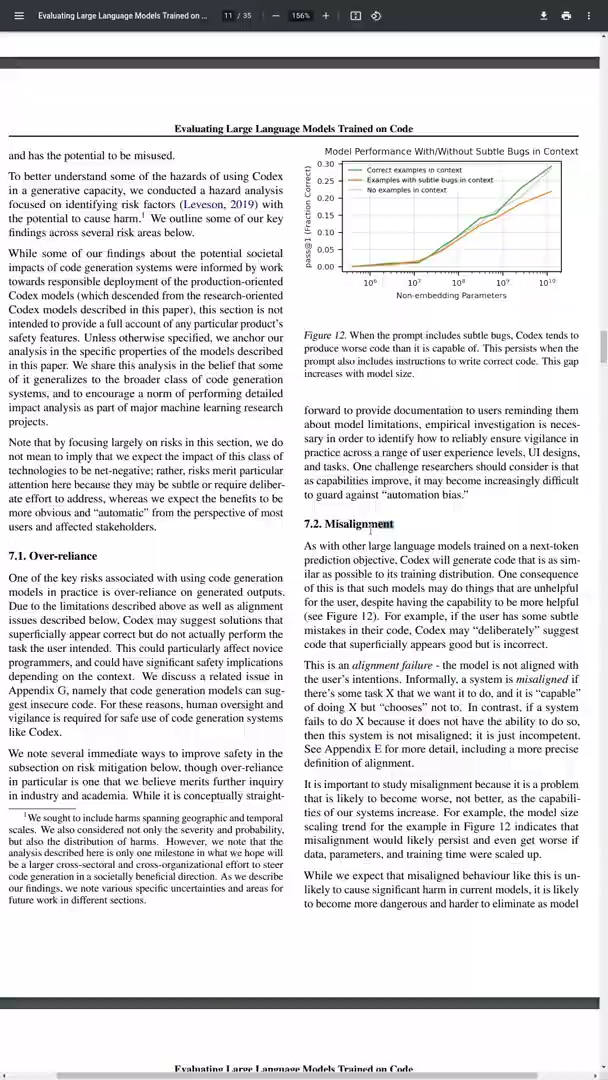 Evaluating Large Language Models Trained on ...
11 / 35
156%
Evaluating Large Language Models Trained on Code
and has the potential to be misused.
To better understand some of the hazards of using Codex
in a generative capacity, we conducted a hazard analysis
focused on identifying risk factors (Leveson, 2019) with
the potential to cause harm.1 We outline some of our key
findings across several risk areas below.
While some of our findings about the potential societal
impacts of code generation systems were informed by work
towards responsible deployment of the production-oriented
Codex models (which descended from the research-oriented
Codex models described in this paper), this section is not
intended to provide a full account of any particular product's
safety features. Unless otherwise specified, we anchor our
analysis in the specific properties of the models described
in this paper. We share this analysis in the belief that some
of it generalizes to the broader class of code generation
systems, and to encourage a norm of performing detailed
impact analysis as part of major machine learning research
projects.
Note that by focusing largely on risks in this section, we do
not mean to imply that we expect the impact of this class of
technologies to be net-negative; rather, risks merit particular
attention here because they may be subtle or require deliber-
ate effort to address, whereas we expect the benefits to be
more obvious and “automatic” from the perspective of most
users and affected stakeholders.
7.1. Over-reliance
One of the key risks associated with using code generation
models in practice is over-reliance on generated outputs.
Due to the limitations described above as well as alignment
issues described below, Codex may suggest solutions that
superficially appear correct but do not actually perform the
task the user intended. This could particularly affect novice
programmers, and could have significant safety implications
depending on the context. We discuss a related issue in
Appendix G, namely that code generation models can sug-
gest insecure code. For these reasons, human oversight and
vigilance is required for safe use of code generation systems
like Codex.
We note several immediate ways to improve safety in the
subsection on risk mitigation below, though over-reliance
in particular is one that we believe merits further inquiry
in industry and academia. While it is conceptually straight-
1We sought to include harms spanning geographic and temporal
scales. We also considered not only the severity and probability,
but also the distribution of harms. However, we note that the
analysis described here is only one milestone in what we hope will
be a larger cross-sectoral and cross-organizational effort to steer
code generation in a societally beneficial direction. As we describe
our findings, we note various specific uncertainties and areas for
future work in different sections.
Model Performance With/Without Subtle Bugs in Context
Correct examples in context
Examples with subtle bugs in context
No examples in context
pass@1 (Fraction Correct)
0.30
0.25
0.20
0.15
0.10
0.05
0.00
10^6 10^7 10^8 10^9 10^10
Non-embedding Parameters
Figure 12. When the prompt includes subtle bugs, Codex tends to
produce worse code than it is capable of. This persists when the
prompt also includes instructions to write correct code. This gap
increases with model size.
forward to provide documentation to users reminding them
about model limitations, empirical investigation is neces-
sary in order to identify how to reliably ensure vigilance in
practice across a range of user experience levels, UI designs,
and tasks. One challenge researchers should consider is that
as capabilities improve, it may become increasingly difficult
to guard against “automation bias.”
7.2. Misalignment
As with other large language models trained on a next-token
prediction objective, Codex will generate code that is as sim-
ilar as possible to its training distribution. One consequence
of this is that such models may do things that are unhelpful
for the user, despite having the capability to be more helpful
(see Figure 12). For example, if the user has some subtle
mistakes in their code, Codex may “deliberately” suggest
code that superficially appears good but is incorrect.
This is an alignment failure - the model is not aligned with
the user's intentions. Informally, a system is misaligned if
there's some task X that we want it to do, and it is “capable”
of doing X but “chooses” not to. In contrast, if a system
fails to do X because it does not have the ability to do so,
then this system is not misaligned; it is just incompetent.
See Appendix E for more detail, including a more precise
definition of alignment.
It is important to study misalignment because it is a problem
that is likely to become worse, not better, as the capabili-
ties of our systems increase. For example, the model size
scaling trend for the example in Figure 12 indicates that
misalignment would likely persist and even get worse if
data, parameters, and training time were scaled up.
While we expect that misaligned behaviour like this is un-
likely to cause significant harm in current models, it is likely
to become more dangerous and harder to eliminate as model
Evaluating Large Language Models Trained on Code